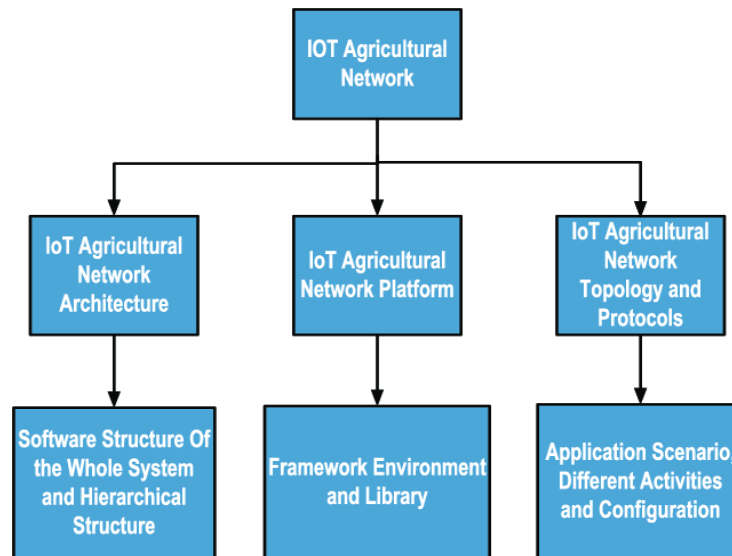 IOT Agricultural
Network
IoT Agricultural
Network
Architecture
IoT Agricultural
Network Platform
IoT Agricultural
Network
Topology and
Protocols
Software Structure Of
the Whole System
and Hierarchical
Structure
Framework Environment
and Library
Application Scenario,
Different Activities
and Configuration